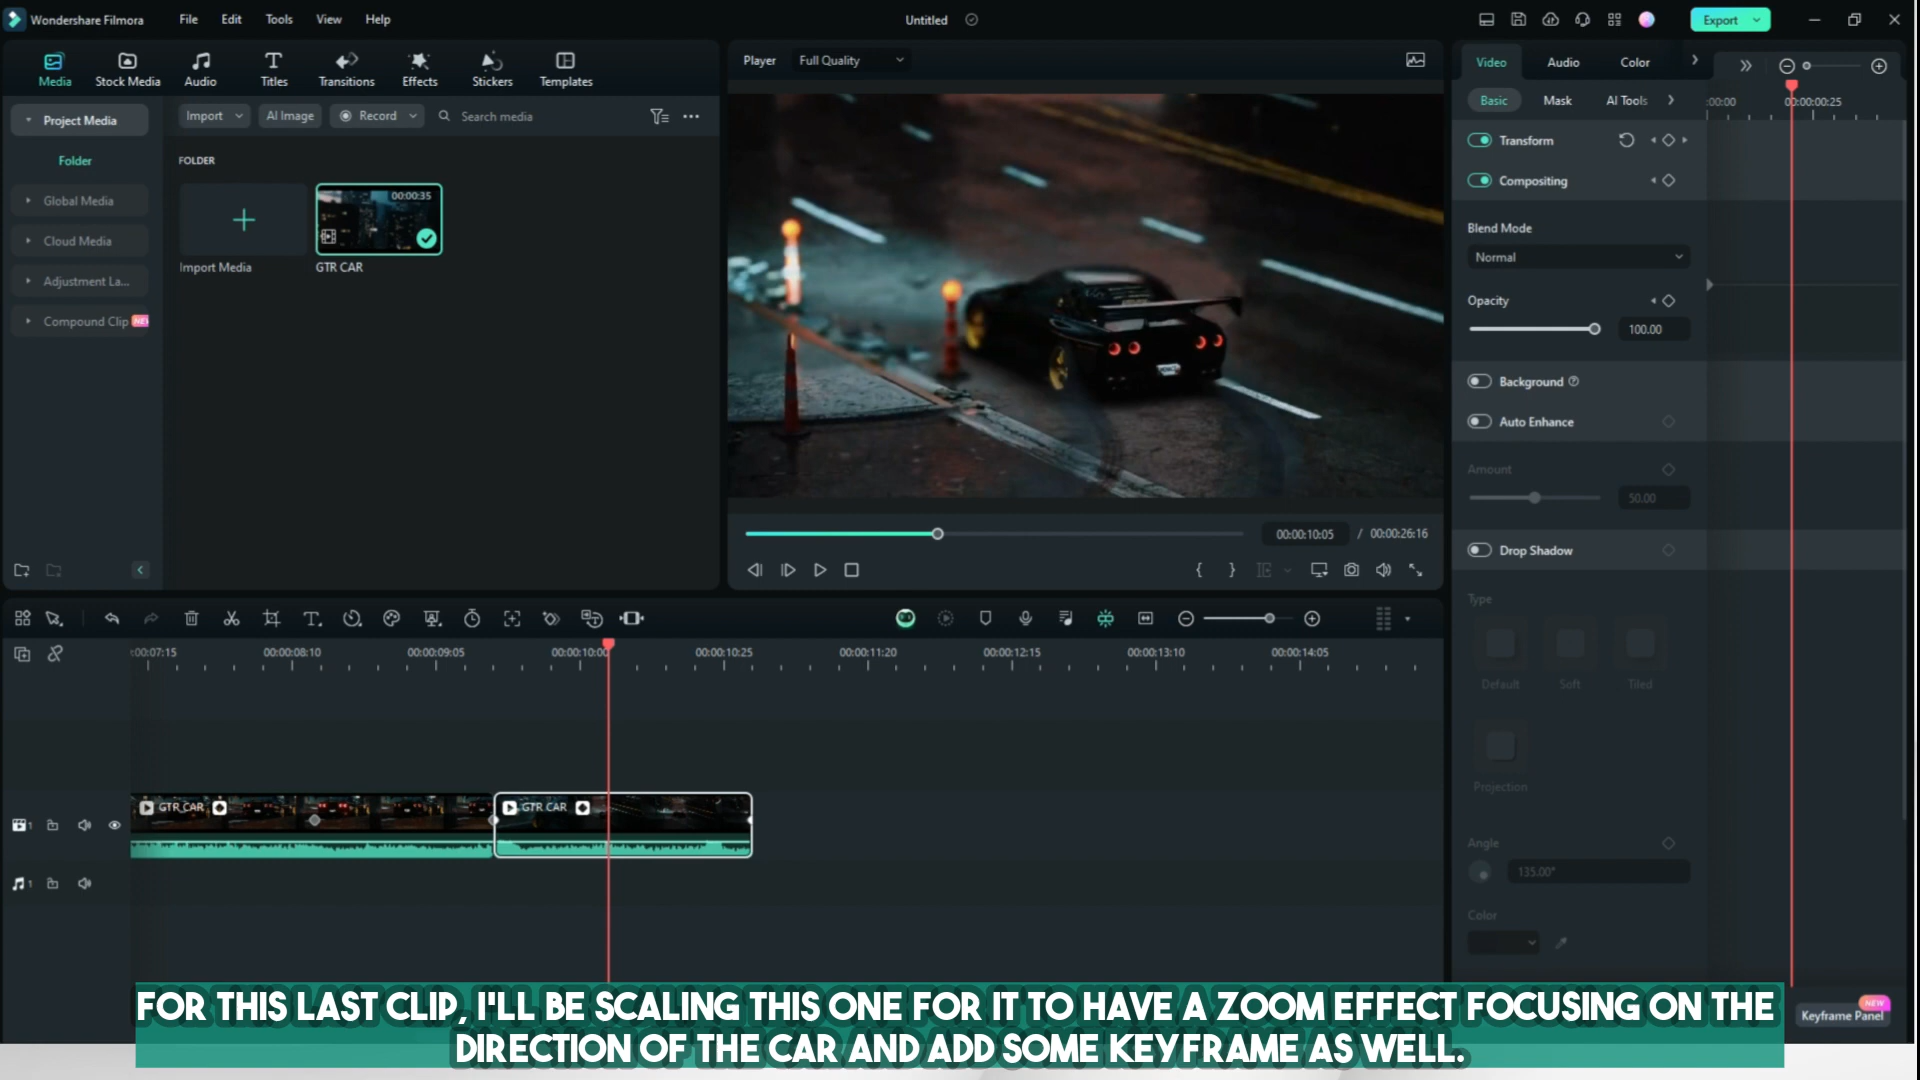 Wondershare Filmora
File
Edit
Tools
View
Help
Untitled
Export
Media
Stock Media
Audio
Titles
Transitions
Effects
Stickers
Templates
Player
Full Quality
Video
Audio
Color
Project Media
Import
AI Image
Record
Search media
Basic
Mask
AI Tools
:00:00
00:00:00:25
Folder
FOLDER
Transform
Global Media
00:00:35
Compositing
Cloud Media
Blend Mode
Import Media
GTR CAR
Normal
Adjustment La...
Opacity
Compound Clip
100.00
Background
Auto Enhance
Amount
50.00
00:00:10:05 / 00:00:26:16
Drop Shadow
Type
:00:07:15
00:00:08:10
00:00:09:05
00:00:10:00
00:00:10:25
00:00:11:20
00:00:12:15
00:00:13:10
00:00:14:05
Default
Soft
Tiled
Projection
GTR CAR
GTR CAR
1
1
Angle
135.00°
Color
NEW
Keyframe Panel
FOR THIS LAST CLIP, I'LL BE SCALING THIS ONE FOR IT TO HAVE A ZOOM EFFECT FOCUSING ON THE
DIRECTION OF THE CAR AND ADD SOME KEYFRAME AS WELL.